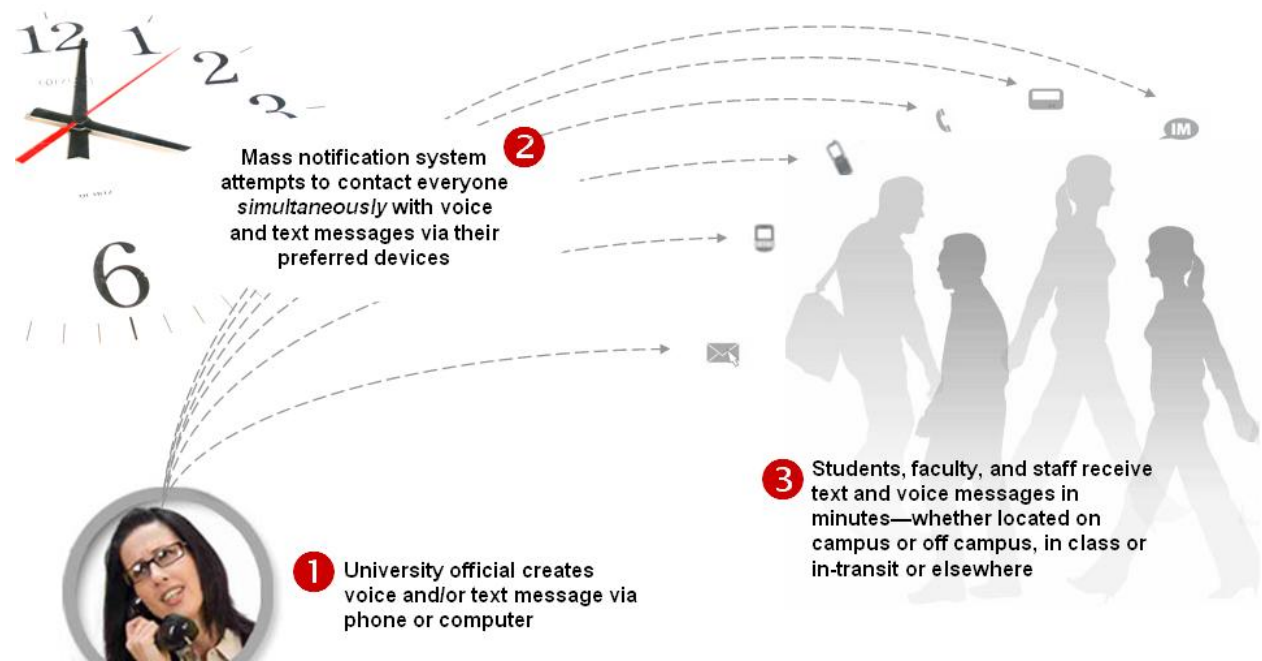 12
1
2
3
6
QUARTZ
IM
2
Mass notification system
attempts to contact everyone
simultaneously with voice
and text messages via their
preferred devices
3
Students, faculty, and staff receive
text and voice messages in
minutes—whether located on
campus or off campus, in class or
in-transit or elsewhere
1
University official creates
voice and/or text message via
phone or computer